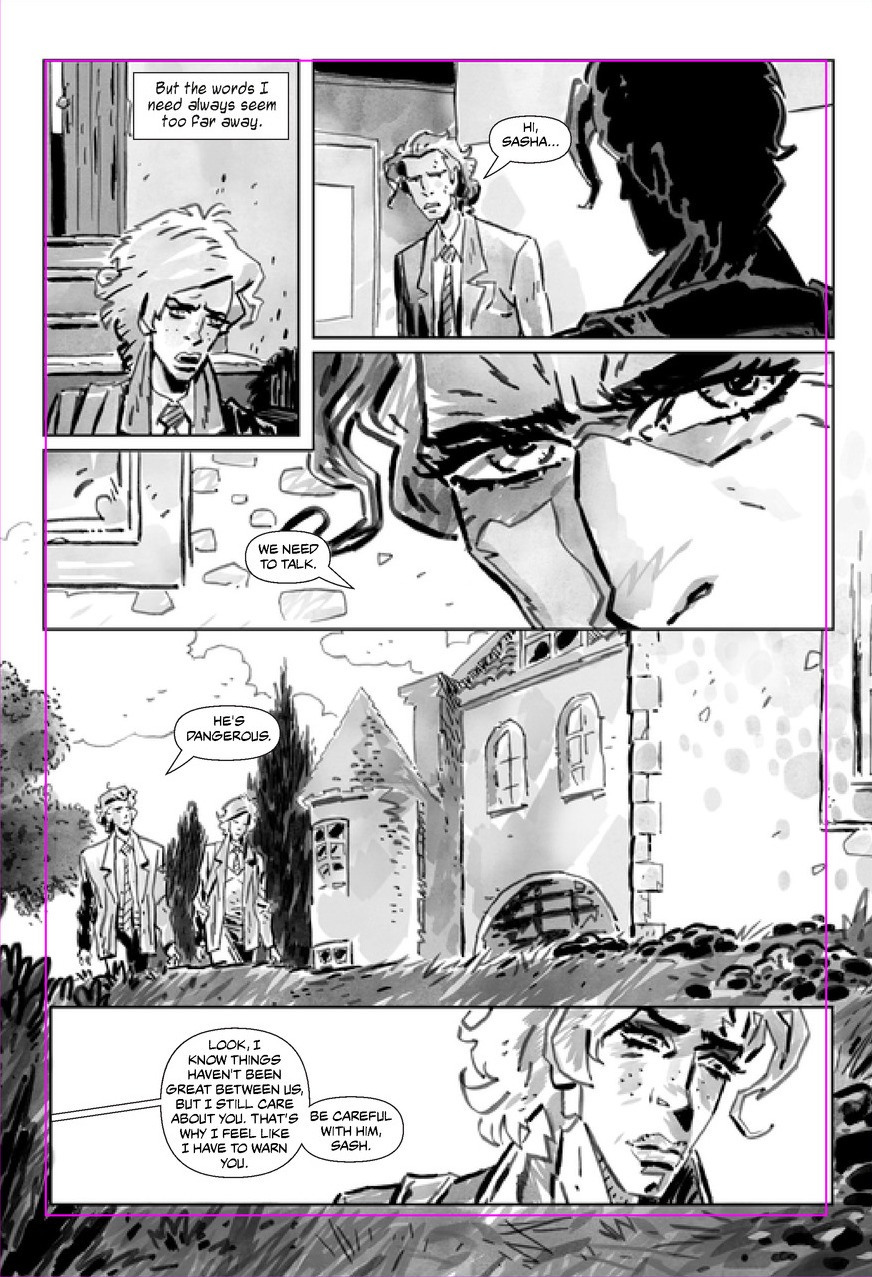 But the words I
need always seem
too far away.
HI,
SASHA...
WE NEED
TO TALK.
HE'S
DANGEROUS.
LOOK, I
KNOW THINGS
HAVEN'T BEEN
GREAT BETWEEN US,
BUT I STILL CARE
ABOUT YOU. THAT'S
WHY I FEEL LIKE
I HAVE TO WARN
YOU.
BE CAREFUL
WITH HIM,
SASH.